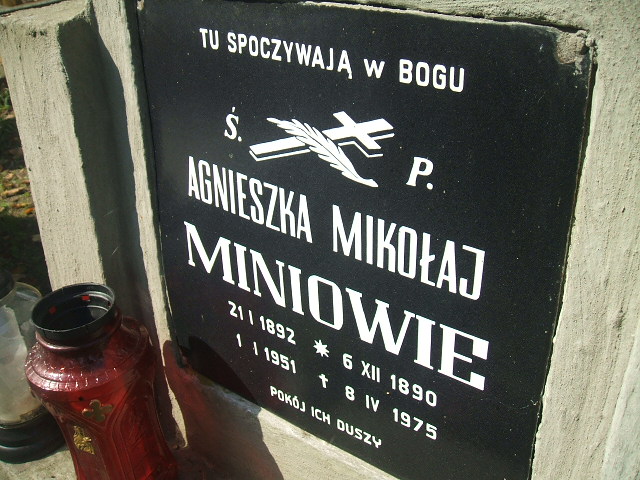 TU SPOCZYWAJĄ W BOGU
Ś. P.
AGNIESZKA MIKOŁAJ
MINIOWIE
21 I 1892 * 6 XII 1890
1 I 1951 † 8 IV 1975
POKÓJ ICH DUSZY